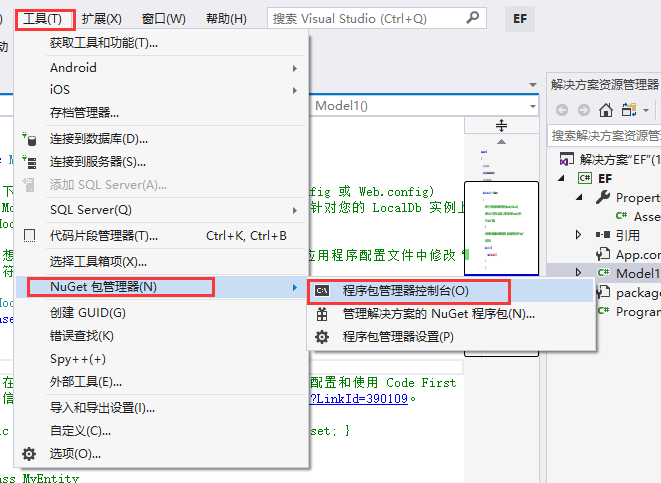 工具(T) 扩展(X) 窗口(W) 帮助(H) 搜索 Visual Studio (Ctrl+Q) EF
获取工具和功能(T)...
Android
iOS
存档管理器...
连接到数据库(D)...
连接到服务器(S)...
添加 SQL Server(A)...
SQL Server(Q)
代码片段管理器(T)... Ctrl+K, Ctrl+B
选择工具箱项(X)...
NuGet 包管理器(N)
创建 GUID(G)
错误查找(K)
Spy++(+)
外部工具(E)...
导入和导出设置(I)...
自定义(C)...
选项(O)...
程序包管理器控制台(O)
管理解决方案的 NuGet 程序包(N)...
程序包管理器设置(P)
Model1()
fig 或 Web.config)
针对您的 LocalDb 实例上
应用程序配置文件中修改“
配置和使用 Code First
?LinkId=390109。
set; }
ass MyEntity
解决方案资源管理器
搜索解决方案资源管
解决方案"EF"(1
EF
Propert
Asse
引用
App.con
Model1
package
Program